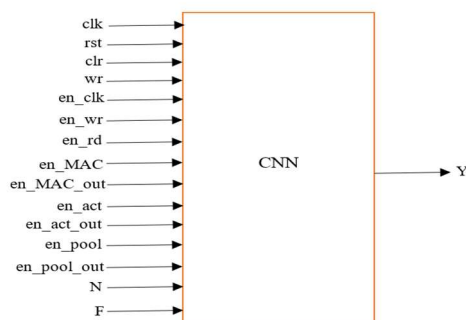 clk
rst
clr
wr
en_clk
en_wr
en_rd
en_MAC
en_MAC_out
en_act
en_act_out
en_pool
en_pool_out
N
F
CNN
Y